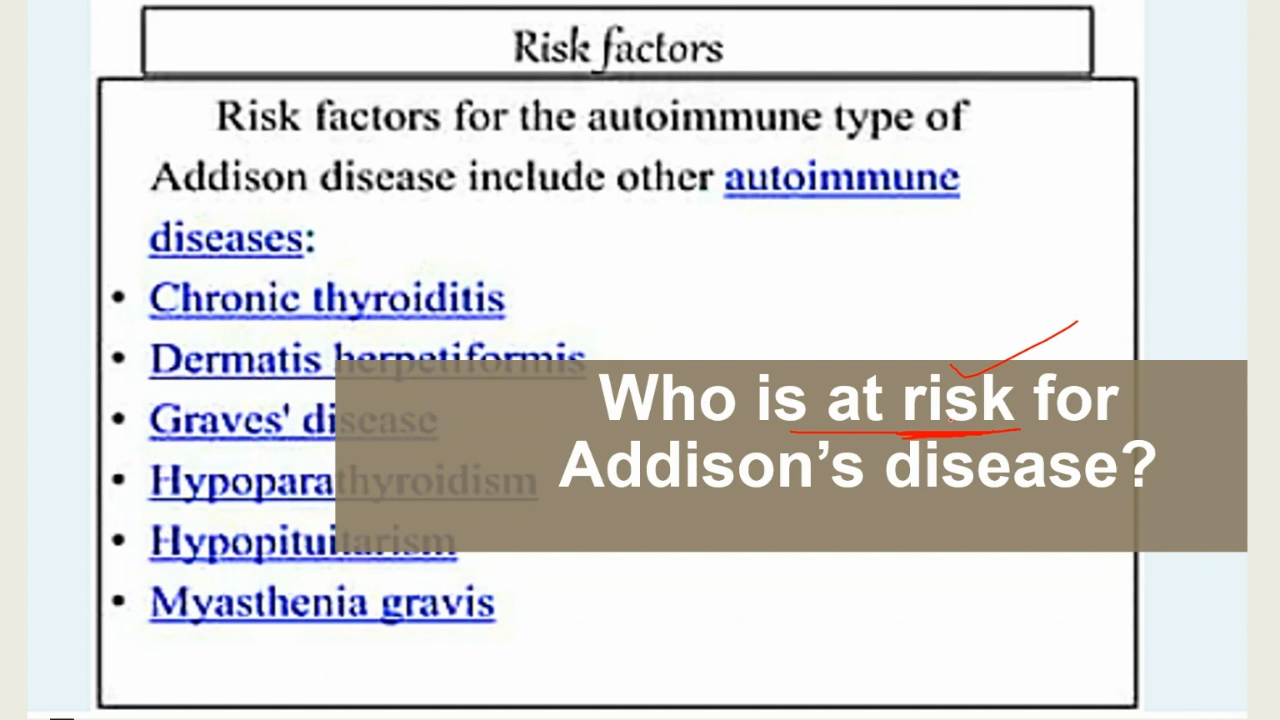 Risk factors
Risk factors for the autoimmune type of
Addison disease include other autoimmune
diseases:
• Chronic thyroiditis
• Dermatis herpetiformis
• Graves' disease
• Hypoparathyroidism
• Hypopituitarism
• Myasthenia gravis
Who is at risk for
Addison’s disease?